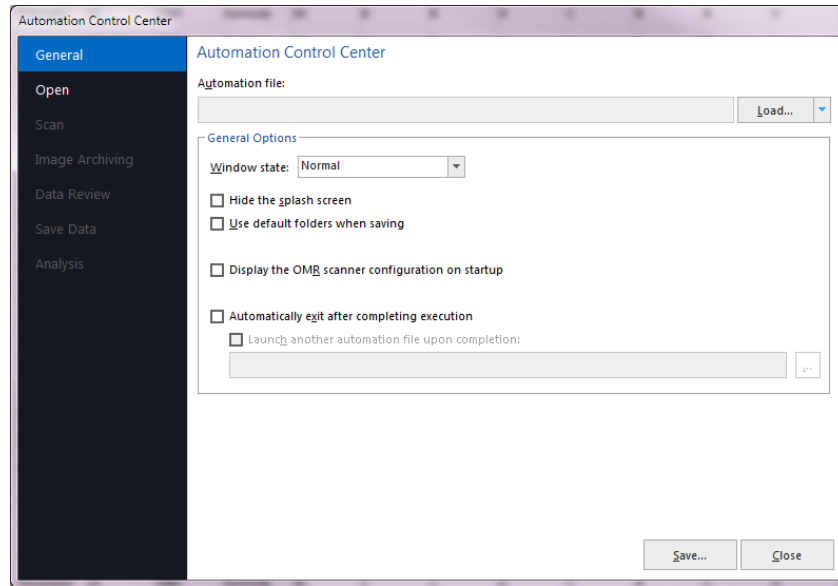 Automation Control Center
General
Open
Scan
Image Archiving
Data Review
Save Data
Analysis
Automation Control Center
Automation file:
Load...
General Options
Window state: Normal
Hide the splash screen
Use default folders when saving
Display the OMR scanner configuration on startup
Automatically exit after completing execution
Launch another automation file upon completion:
...
Save... Close